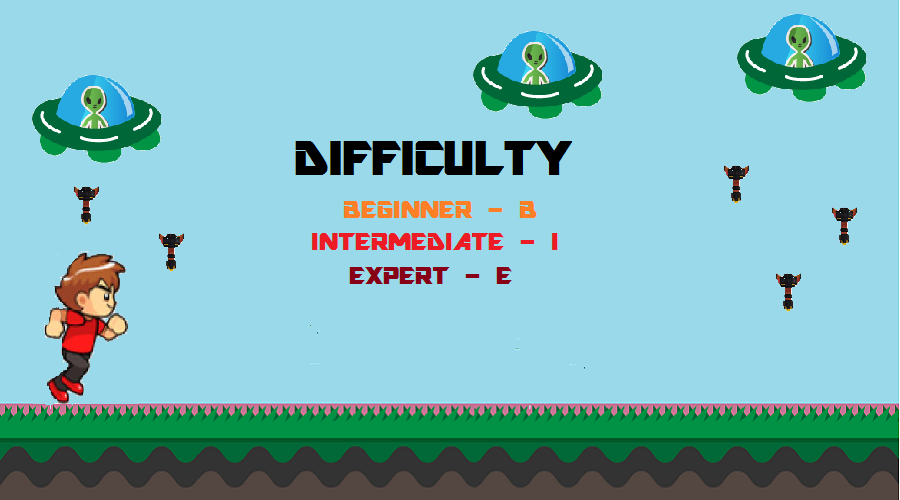 DIFFICULTY
BEGINNER - B
INTERMEDIATE - I
EXPERT - E